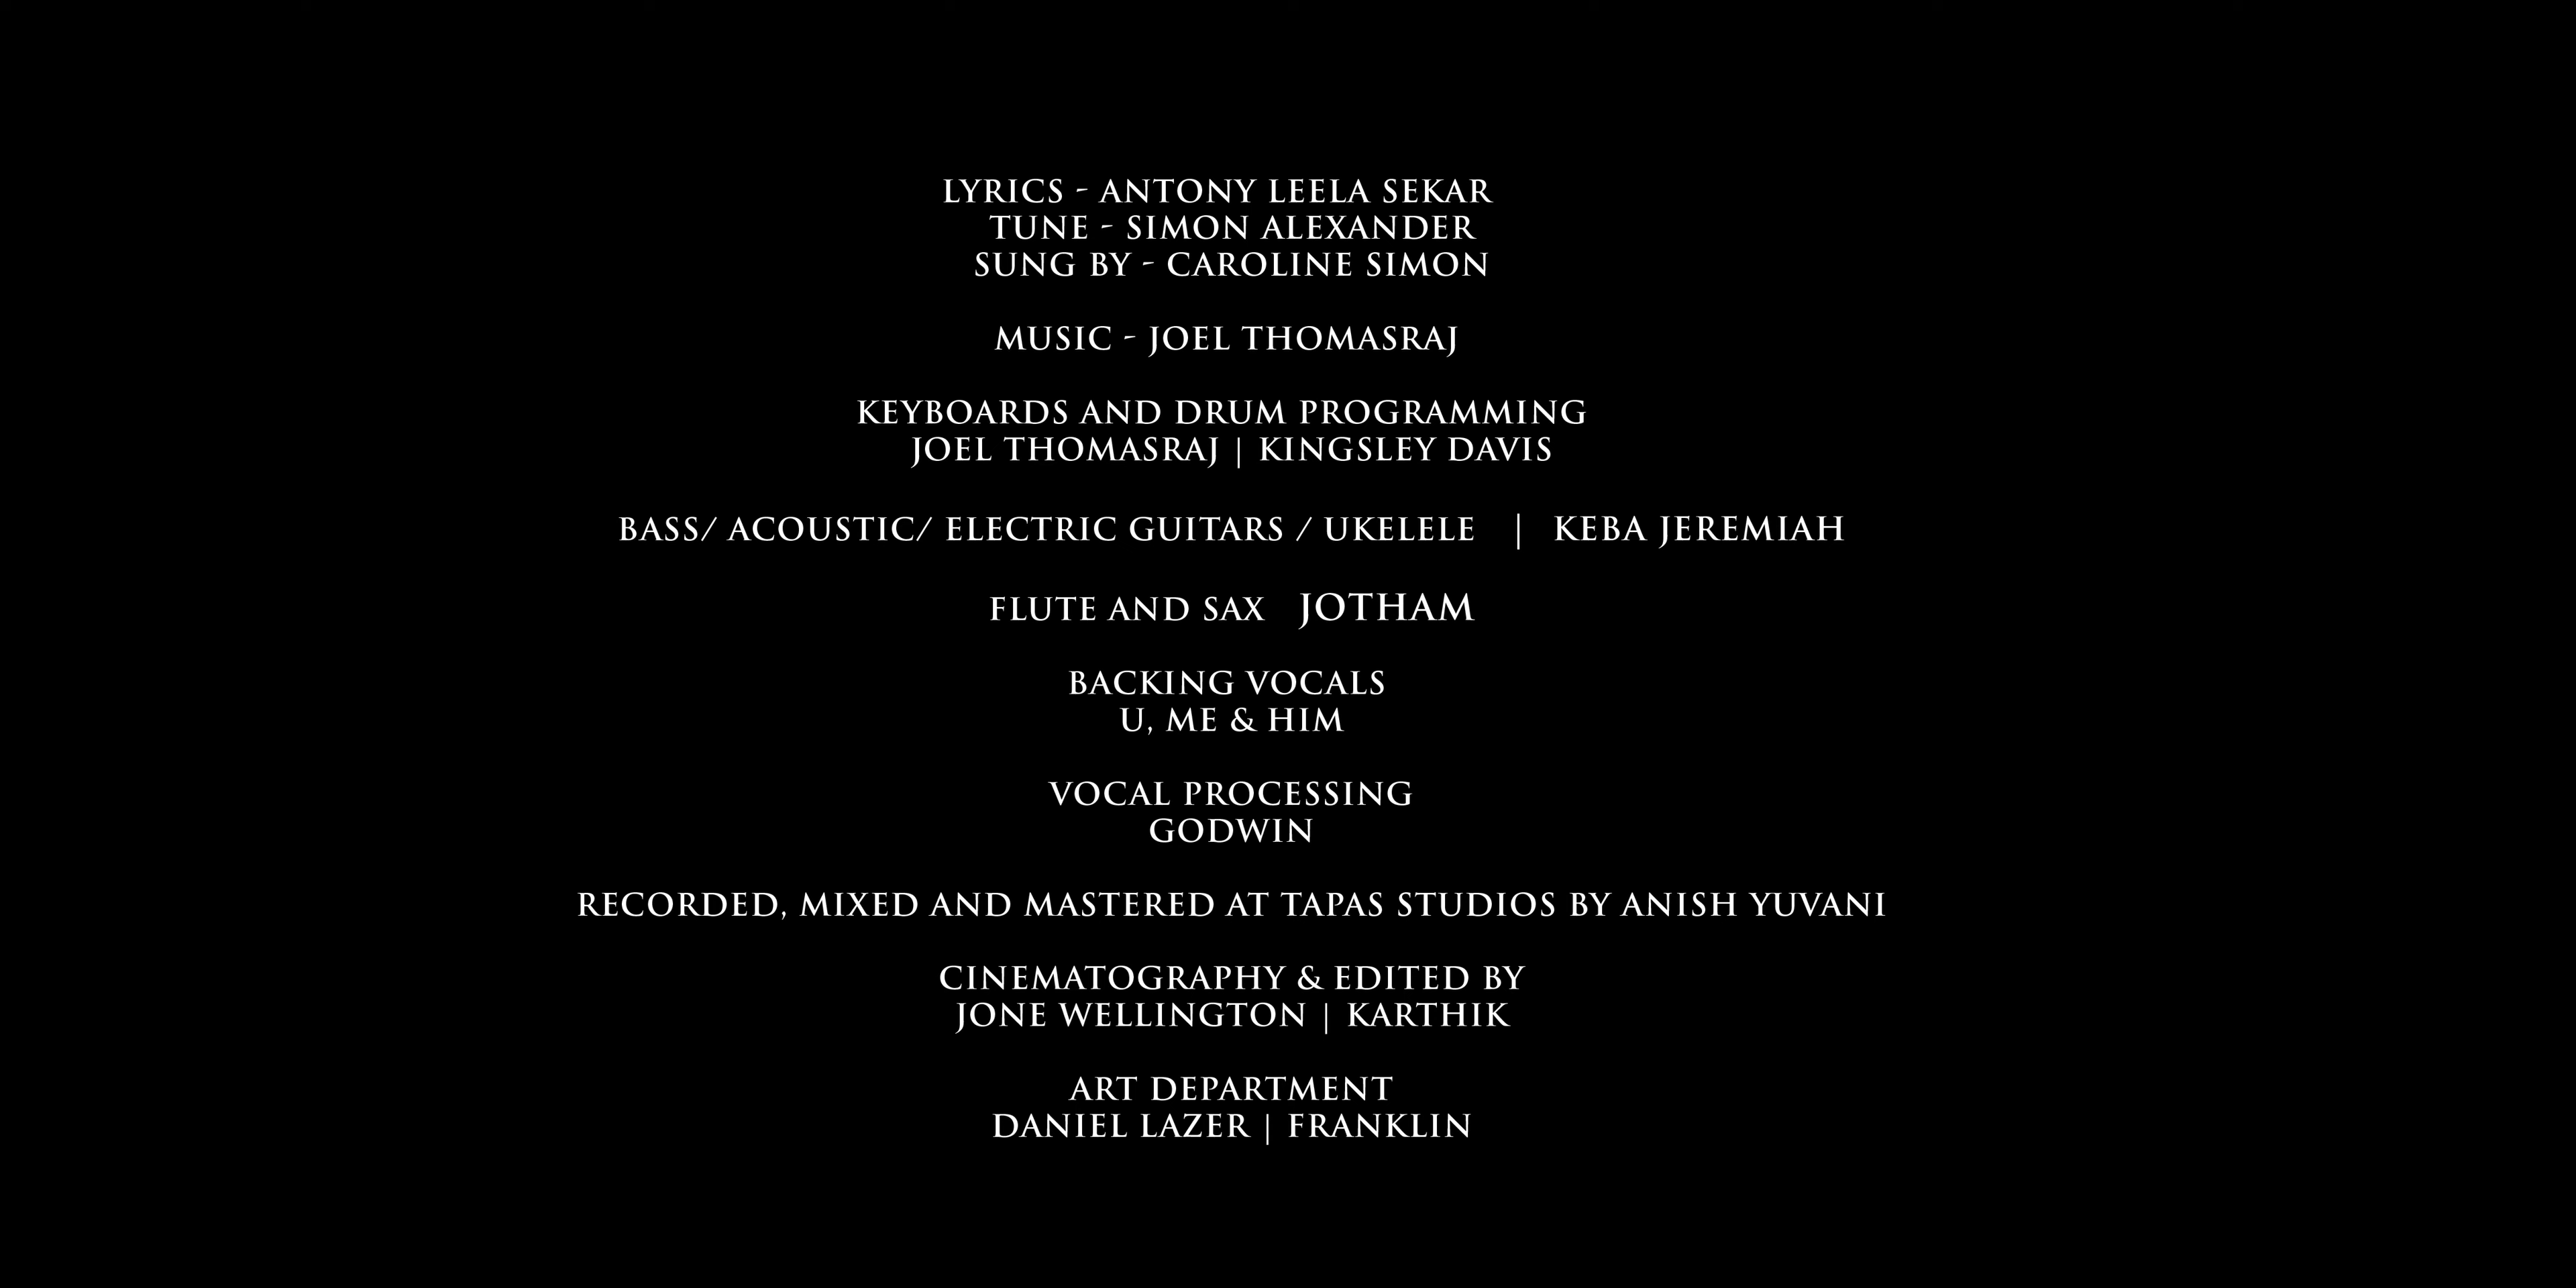 LYRICS - ANTONY LEELA SEKAR
TUNE - SIMON ALEXANDER
SUNG BY - CAROLINE SIMON
MUSIC - JOEL THOMASRAJ
KEYBOARDS AND DRUM PROGRAMMING
JOEL THOMASRAJ | KINGSLEY DAVIS
BASS/ ACOUSTIC/ ELECTRIC GUITARS / UKELELE | KEBA JEREMIAH
FLUTE AND SAX JOTHAM
BACKING VOCALS
U, ME & HIM
VOCAL PROCESSING
GODWIN
RECORDED, MIXED AND MASTERED AT TAPAS STUDIOS BY ANISH YUVANI
CINEMATOGRAPHY & EDITED BY
JONE WELLINGTON | KARTHIK
ART DEPARTMENT
DANIEL LAZER | FRANKLIN